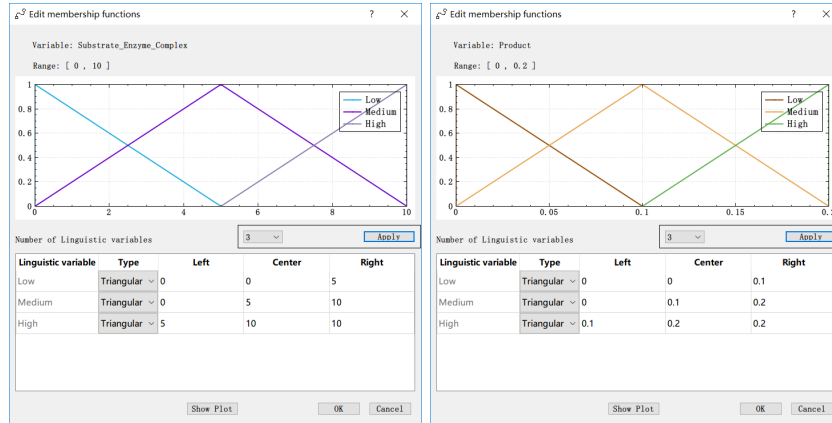 Edit membership functions ? ×
Variable: Substrate_Enzyme_Complex
Range: [ 0 , 10 ]
1
0.8
0.6
0.4
0.2
0
0 2 4 6 8 10
Low
Medium
High
Number of Linguistic variables 3 Apply
Linguistic variable Type Left Center Right
Low Triangular 0 0 5
Medium Triangular 0 5 10
High Triangular 5 10 10
Show Plot OK Cancel
Edit membership functions ? ×
Variable: Product
Range: [ 0 , 0.2 ]
1
0.8
0.6
0.4
0.2
0
0 0.05 0.1 0.15
Low
Medium
High
Number of Linguistic variables 3 Apply
Linguistic variable Type Left Center Right
Low Triangular 0 0 0.1
Medium Triangular 0 0.1 0.2
High Triangular 0.1 0.2 0.2
Show Plot OK Cancel